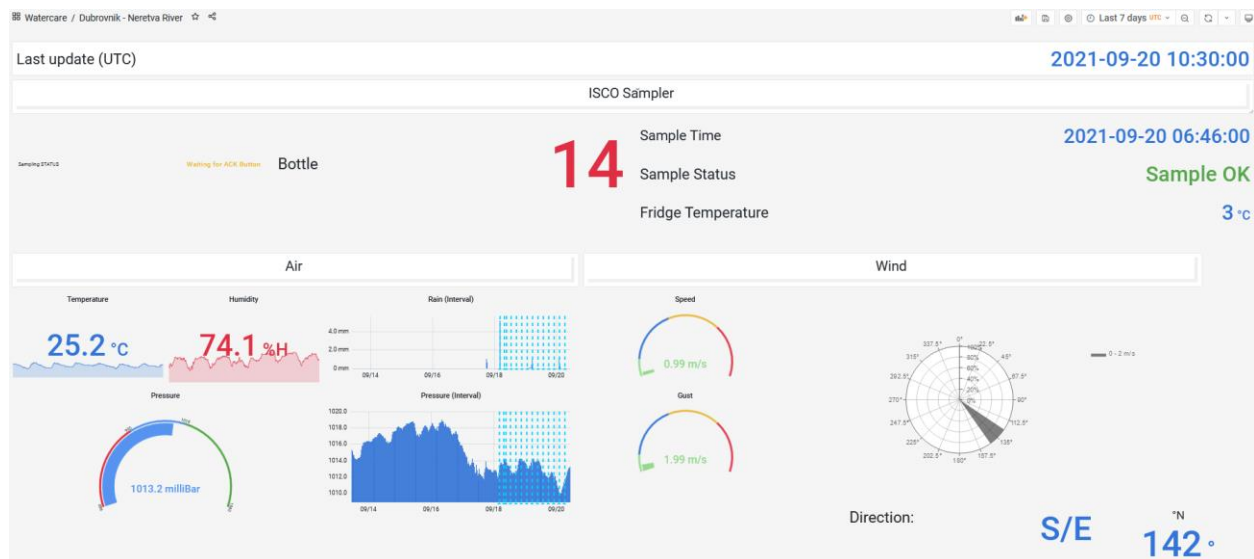 Watercare / Dubrovnik - Neretva River
Last 7 days UTC
Last update (UTC)
2021-09-20 10:30:00
ISCO Sampler
Sampling STATUS
Waiting for ACK Button
Bottle
14
Sample Time
2021-09-20 06:46:00
Sample Status
Sample OK
Fridge Temperature
3 °C
Air
Wind
Temperature
25.2 °C
Humidity
74.1 %H
Rain (Interval)
4.0 mm
2.0 mm
0 mm
09/14
09/16
09/18
09/20
Pressure
1013.2 milliBar
Pressure (Interval)
1020.0
1018.0
1016.0
1014.0
1012.0
1010.0
09/14
09/16
09/18
09/20
Speed
0.99 m/s
Gust
1.99 m/s
0°
22.5°
45°
67.5°
90°
112.5°
135°
157.5°
180°
202.5°
225°
247.5°
270°
292.5°
315°
337.5°
100%
80%
60%
40%
20%
0%
0 - 2 m/s
Direction:
S/E
°N
142 °